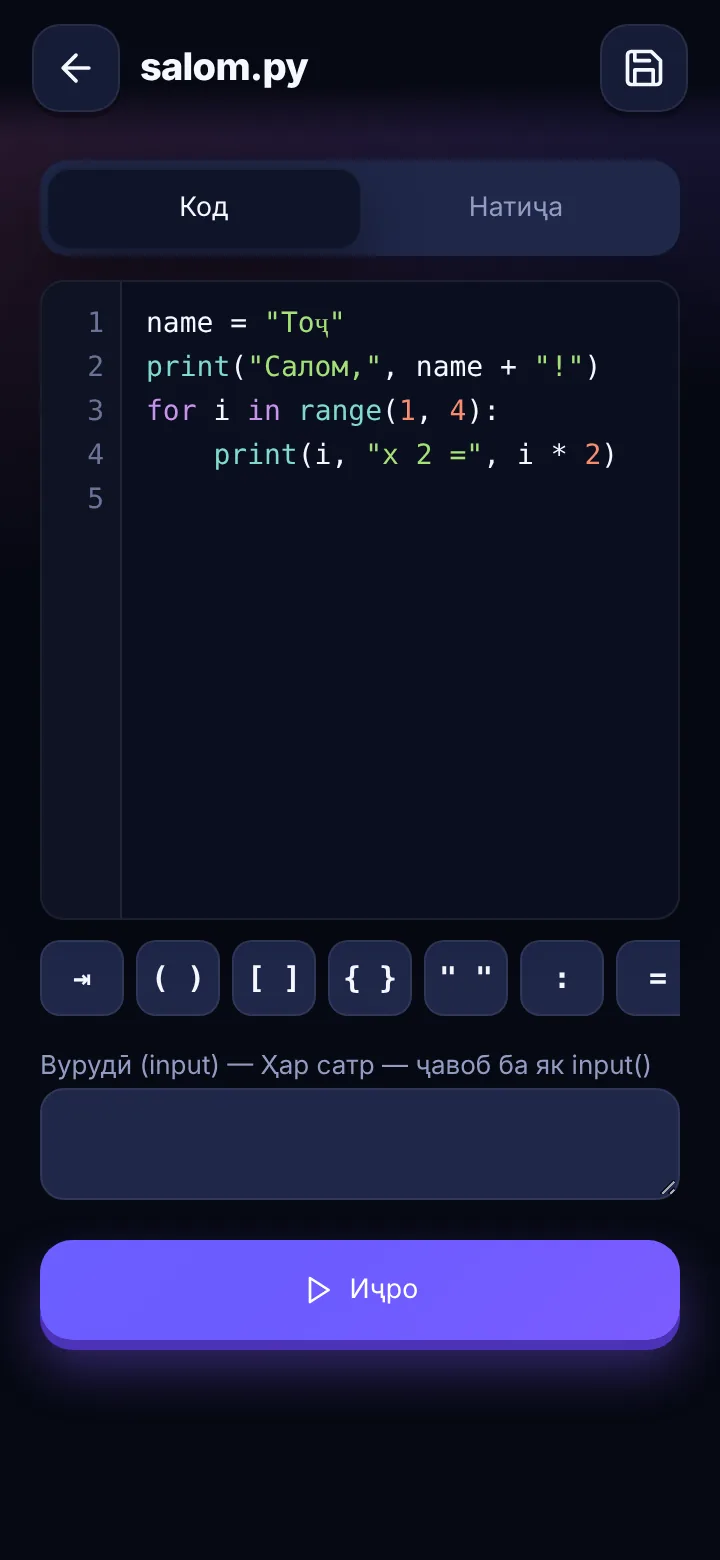 salom.py
Код Натиҷа
1 name = "Тоҷ"
2 print("Салом,", name + "!")
3 for i in range(1, 4):
4     print(i, "x 2 =", i * 2)
5
⇥ ( ) [ ] { } " " : =
Вурудӣ (input) — Ҳар сатр — ҷавоб ба як input()
Иҷро